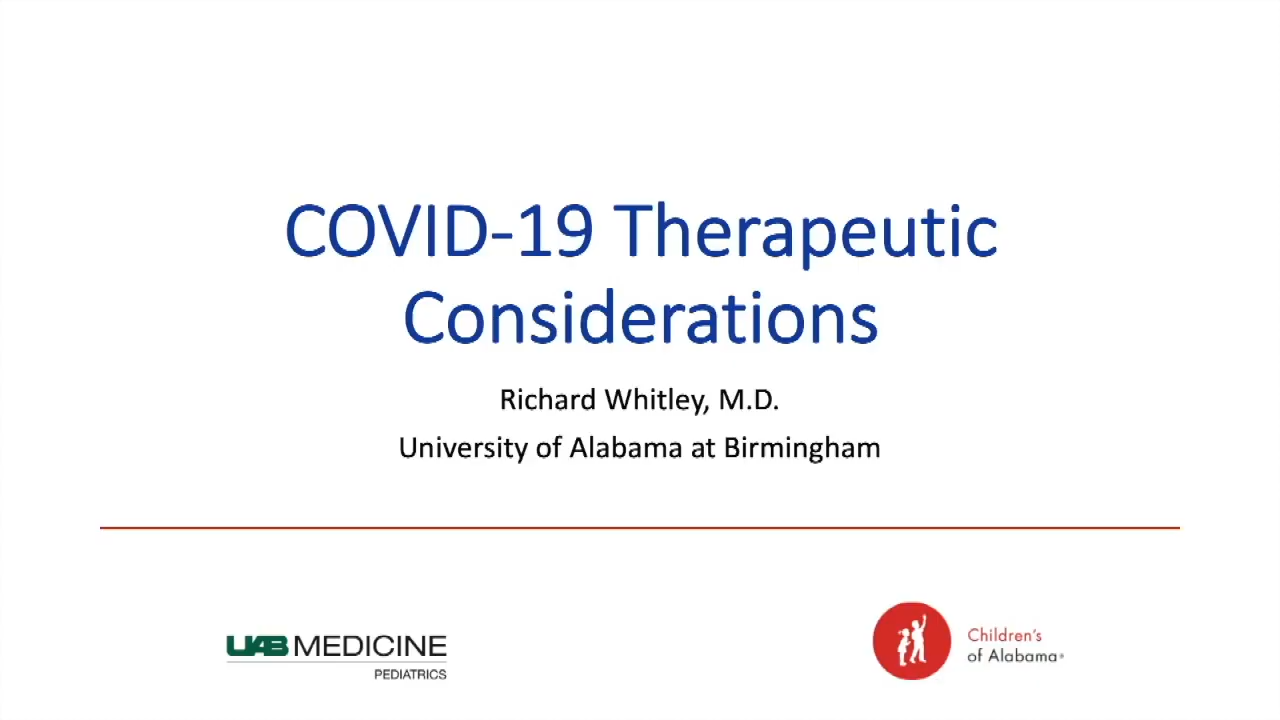 COVID-19 Therapeutic
Considerations
Richard Whitley, M.D.
University of Alabama at Birmingham
UAB MEDICINE
PEDIATRICS
Children's
of Alabama®